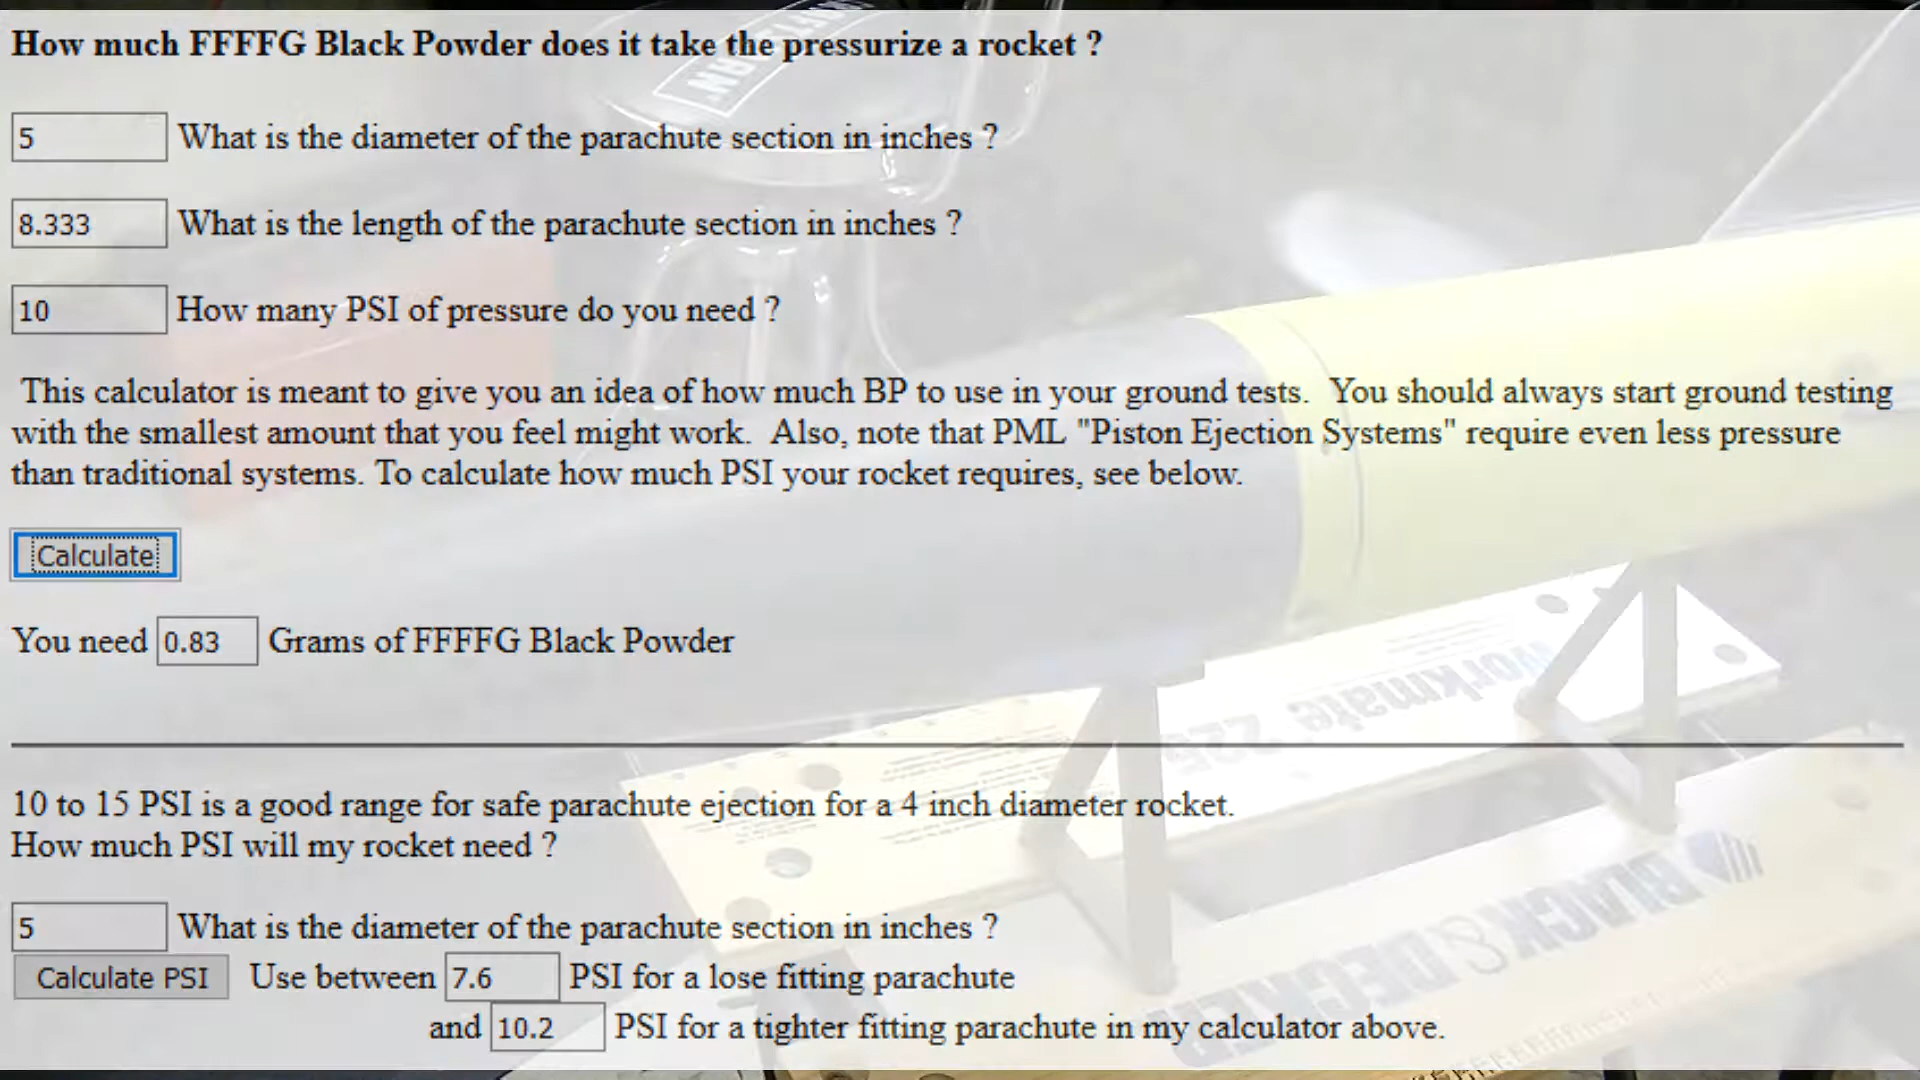 How much FFFFG Black Powder does it take the pressurize a rocket ?
5 What is the diameter of the parachute section in inches ?
8.333 What is the length of the parachute section in inches ?
10 How many PSI of pressure do you need ?
This calculator is meant to give you an idea of how much BP to use in your ground tests. You should always start ground testing
with the smallest amount that you feel might work. Also, note that PML "Piston Ejection Systems" require even less pressure
than traditional systems. To calculate how much PSI your rocket requires, see below.
Calculate
You need 0.83 Grams of FFFFG Black Powder
Workmate 225
10 to 15 PSI is a good range for safe parachute ejection for a 4 inch diameter rocket.
How much PSI will my rocket need ?
BLACK & DECKER
5 What is the diameter of the parachute section in inches ?
Calculate PSI Use between 7.6 PSI for a lose fitting parachute
and 10.2 PSI for a tighter fitting parachute in my calculator above.